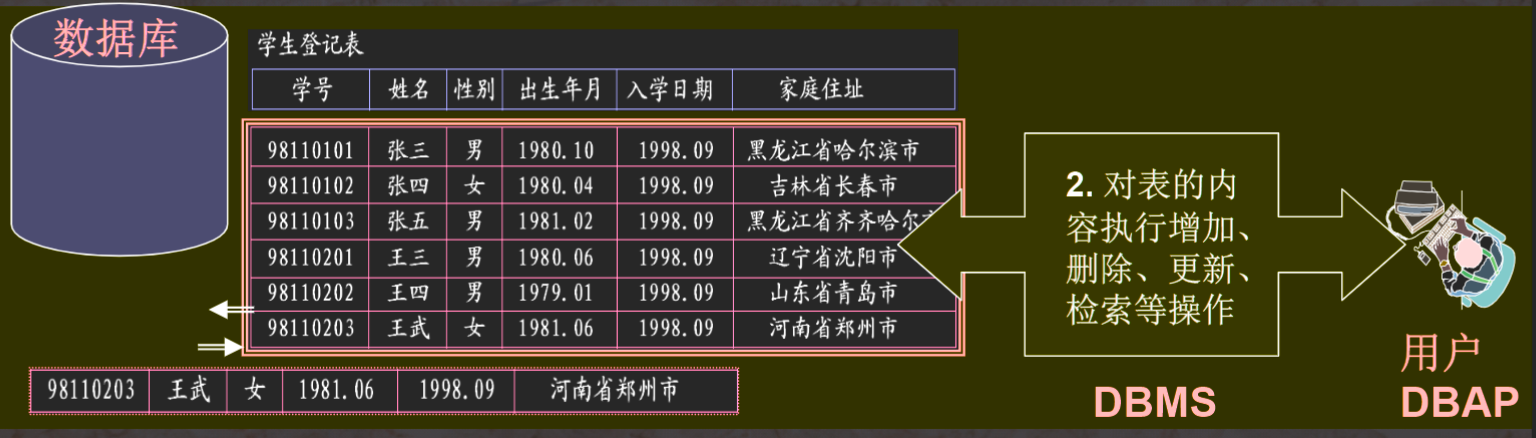 数据库
学生登记表
学号 姓名 性别 出生年月 入学日期 家庭住址
98110101 张三 男 1980.10 1998.09 黑龙江省哈尔滨市
98110102 张四 女 1980.04 1998.09 吉林省长春市
98110103 张五 男 1981.02 1998.09 黑龙江省齐齐哈尔市
98110201 王三 男 1980.06 1998.09 辽宁省沈阳市
98110202 王四 男 1979.01 1998.09 山东省青岛市
98110203 王武 女 1981.06 1998.09 河南省郑州市
98110203 王武 女 1981.06 1998.09 河南省郑州市
2. 对表的内
容执行增加、
删除、更新、
检索等操作
DBMS
用户
DBAP